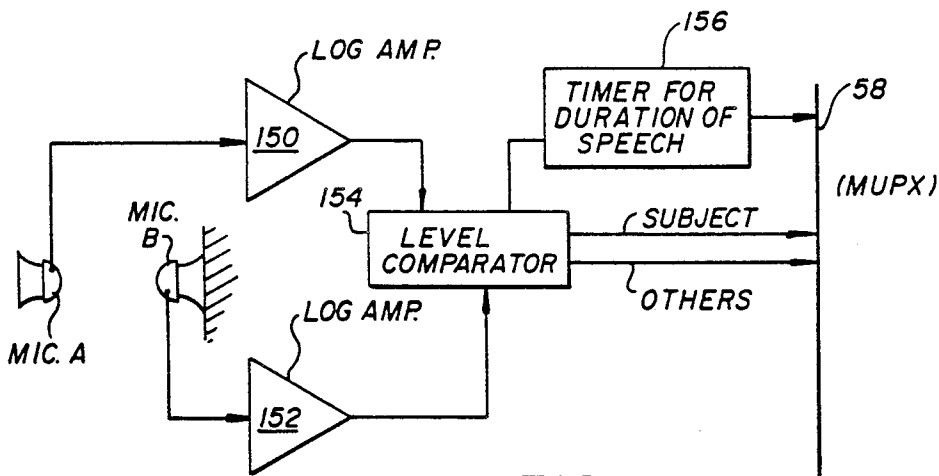 LOG AMP.
150
156
TIMER FOR
DURATION OF
SPEECH
58
(MUPX)
154
LEVEL
COMPARATOR
SUBJECT
OTHERS
MIC.
B
MIC. A
LOG AMP.
152